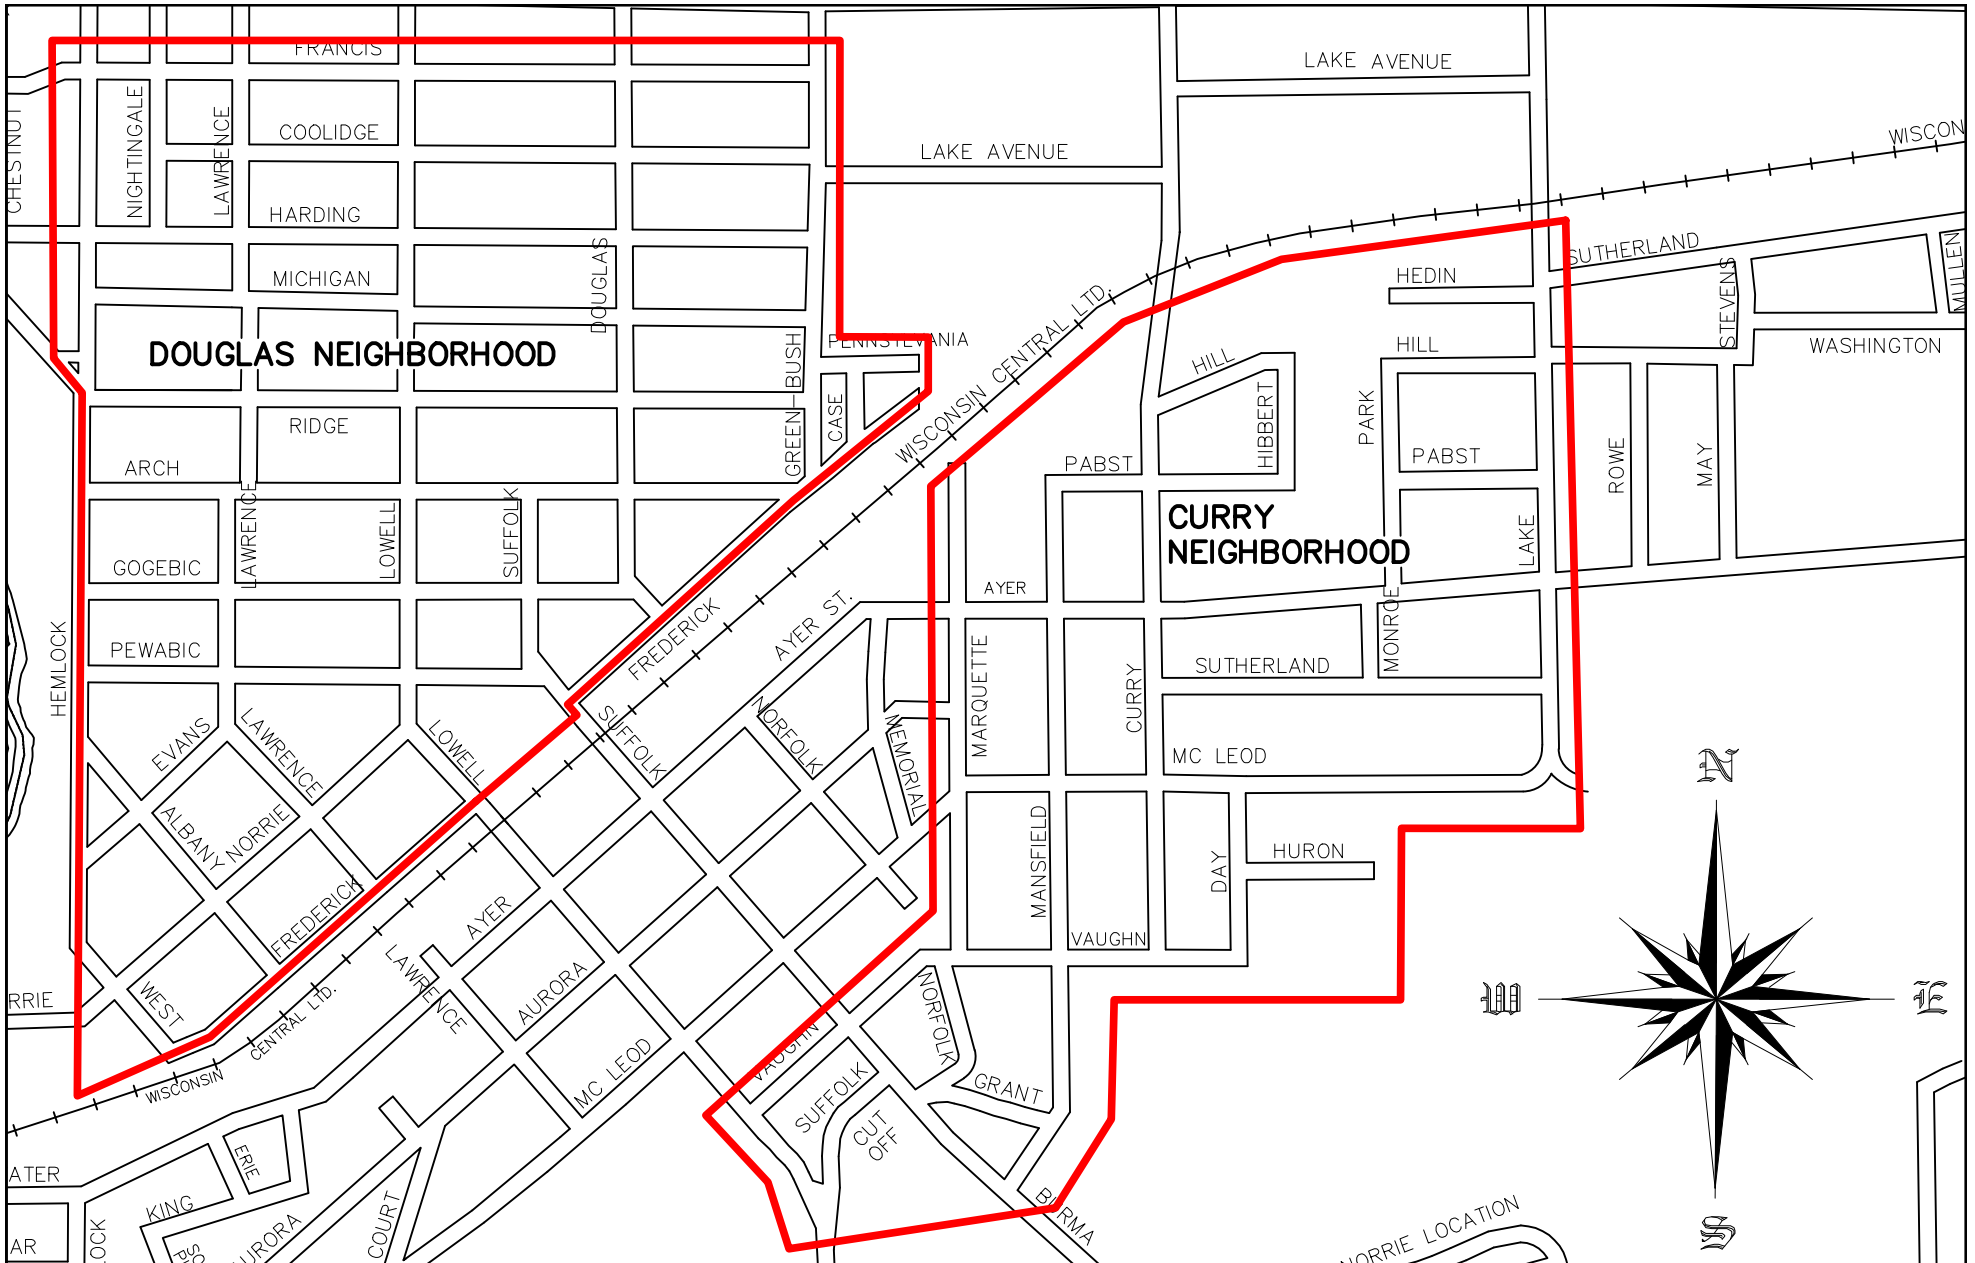 FRANCIS
LAKE AVENUE
CHESTNUT
NIGHTINGALE
LAWRENCE
COOLIDGE
LAKE AVENUE
WISCON
HARDING
DOUGLAS
MICHIGAN
SUTHERLAND
STEVENS
MULLEN
HEDIN
WISCONSIN CENTRAL LTD.
PENNSYLVANIA
GREEN-BUSH
CASE
DOUGLAS NEIGHBORHOOD
HILL
HILL
WASHINGTON
HIBBERT
PARK
RIDGE
ARCH
PABST
PABST
ROWE
MAY
LAWRENCE
LOWELL
SUFFOLK
CURRY
NEIGHBORHOOD
LAKE
GOGEBIC
AYER
AYER ST.
FREDERICK
MONROE
HEMLOCK
PEWABIC
SUTHERLAND
MARQUETTE
CURRY
EVANS
LAWRENCE
LOWELL
SUFFOLK
NORFOLK
MEMORIAL
MC LEOD
N
ALBANY
NORRIE
MANSFIELD
DAY
HURON
FREDERICK
AYER
VAUGHN
LAWRENCE
AURORA
NORFOLK
RRIE
WEST
CENTRAL LTD.
W
E
WISCONSIN
MC LEOD
VAUGHN
SUFFOLK
CUT
OFF
GRANT
ATER
ERIE
KING
COURT
BURMA
AR
LOCK
AURORA
NORRIE LOCATION
S